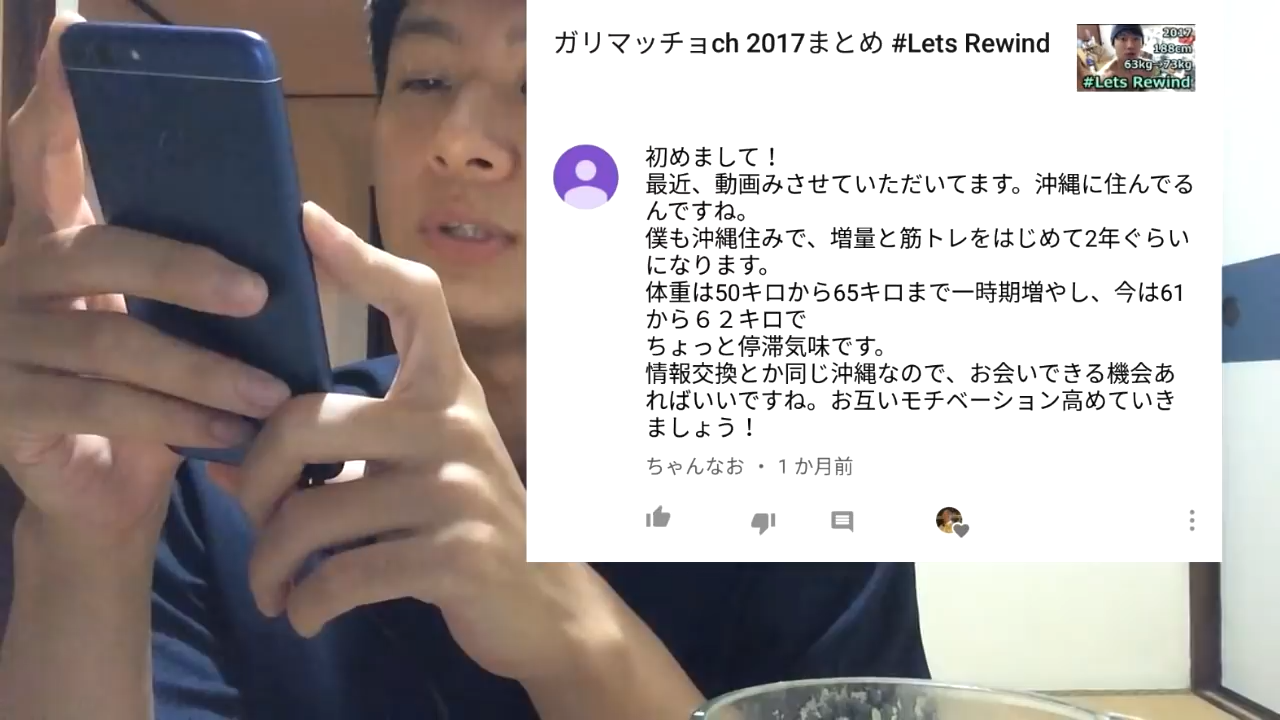 ガリマッチョch 2017まとめ #Lets Rewind
2017
188cm
63kg→73kg
#Lets Rewind
初めまして！
最近、動画みさせていただいてます。沖縄に住んでる
んですね。
僕も沖縄住みで、増量と筋トレをはじめて2年ぐらい
になります。
体重は50キロから65キロまで一時期増やし、今は61
から６２キロで
ちょっと停滞気味です。
情報交換とか同じ沖縄なので、お会いできる機会あ
ればいいですね。お互いモチベーション高めていき
ましょう！
ちゃんなお • 1 か月前